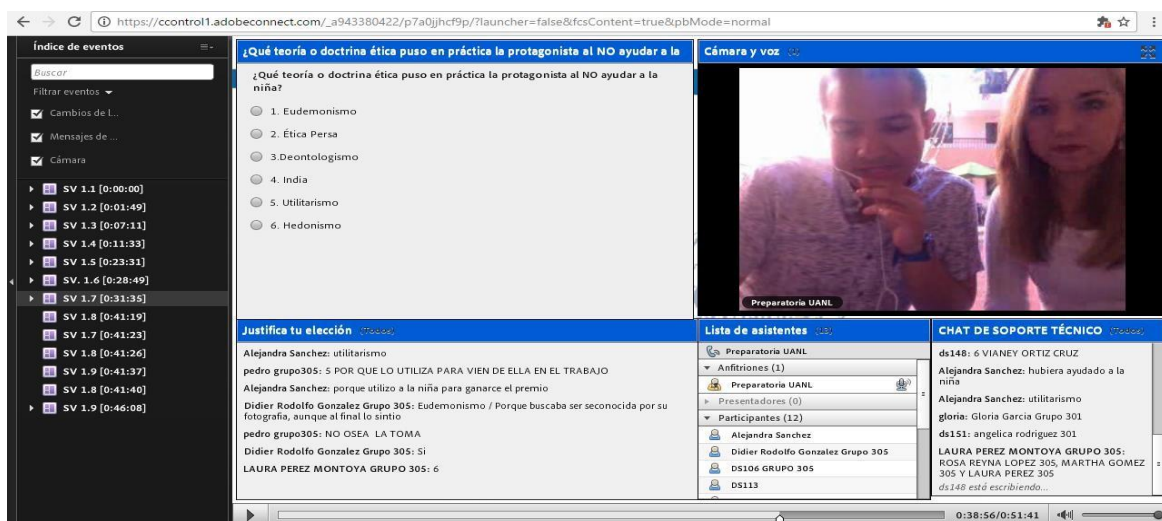 https://ccontrol1.adobeconnect.com/_a943380422/p7a0jjhcf9p/?launcher=false&fcsContent=true&pbMode=normal
Índice de eventos
Buscar
Filtrar eventos
Cambios de l...
Mensajes de ...
Cámara
SV 1.1 [0:00:00]
SV 1.2 [0:01:49]
SV 1.3 [0:07:11]
SV 1.4 [0:11:33]
SV 1.5 [0:23:31]
SV. 1.6 [0:28:49]
SV 1.7 [0:31:35]
SV 1.8 [0:41:19]
SV 1.7 [0:41:23]
SV 1.8 [0:41:26]
SV 1.9 [0:41:37]
SV 1.8 [0:41:40]
SV 1.9 [0:46:08]
¿Qué teoría o doctrina ética puso en práctica la protagonista al NO ayudar a la
¿Qué teoría o doctrina ética puso en práctica la protagonista al NO ayudar a la
niña?
1. Eudemonismo
2. Ética Persa
3.Deontologismo
4. India
5. Utilitarismo
6. Hedonismo
Cámara y voz
Preparatoria UANL
Justifica tu elección (Todos)
Alejandra Sanchez: utilitarismo
pedro grupo305: 5 POR QUE LO UTILIZA PARA VIEN DE ELLA EN EL TRABAJO
Alejandra Sanchez: porque utilizo a la niña para ganarce el premio
Didier Rodolfo Gonzalez Grupo 305: Eudemonismo / Porque buscaba ser seconocida por su
fotografia, aunque al final lo sintio
pedro grupo305: NO OSEA LA TOMA
Didier Rodolfo Gonzalez Grupo 305: Si
LAURA PEREZ MONTOYA GRUPO 305: 6
Lista de asistentes (13)
Preparatoria UANL
Anfitriones (1)
Preparatoria UANL
Presentadores (0)
Participantes (12)
Alejandra Sanchez
Didier Rodolfo Gonzalez Grupo 305
DS106 GRUPO 305
DS113
CHAT DE SOPORTE TÉCNICO (Todos)
ds148: 6 VIANEY ORTIZ CRUZ
Alejandra Sanchez: hubiera ayudado a la
niña
Alejandra Sanchez: utilitarismo
gloria: Gloria Garcia Grupo 301
ds151: angelica rodriguez 301
LAURA PEREZ MONTOYA GRUPO 305:
ROSA REYNA LOPEZ 305, MARTHA GOMEZ
305 Y LAURA PEREZ 305
ds148 está escribiendo...
0:38:56/0:51:41